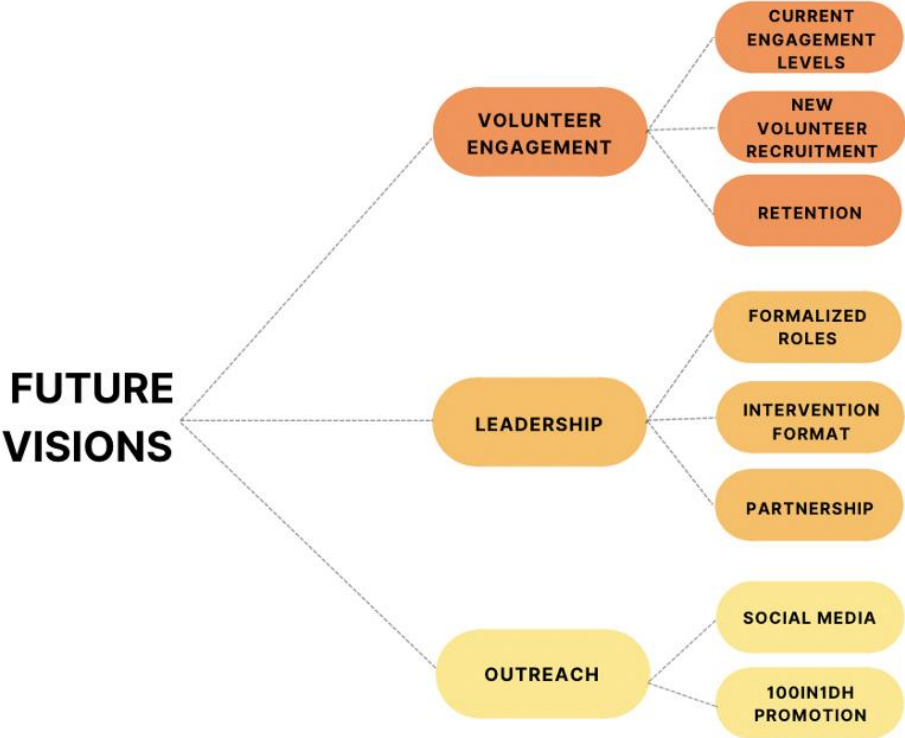 FUTURE
VISIONS
VOLUNTEER
ENGAGEMENT
CURRENT
ENGAGEMENT
LEVELS
NEW
VOLUNTEER
RECRUITMENT
RETENTION
LEADERSHIP
FORMALIZED
ROLES
INTERVENTION
FORMAT
PARTNERSHIP
OUTREACH
SOCIAL MEDIA
100IN1DH
PROMOTION